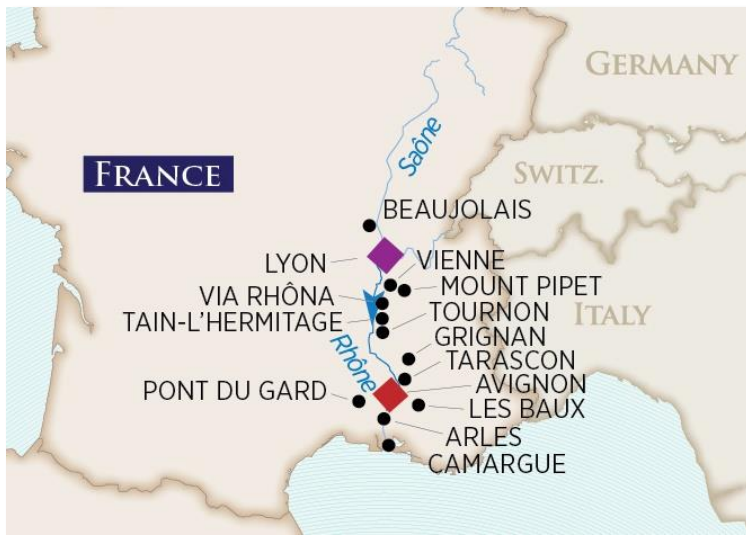 GERMANY
Saône
FRANCE
SWITZ.
BEAUJOLAIS
LYON
VIENNE
MOUNT PIPET
VIA RHÔNA
TOURNON
ITALY
TAIN-L'HERMITAGE
GRIGNAN
Rhône
TARASCON
AVIGNON
PONT DU GARD
LES BAUX
ARLES
CAMARGUE